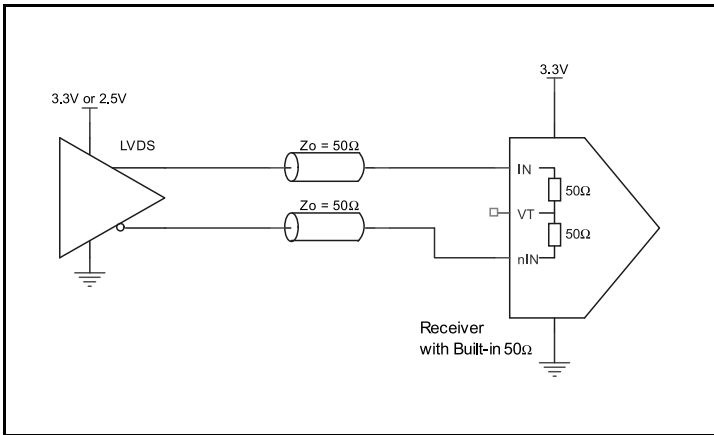 3.3V
3.3V or 2.5V
LVDS
Zo = 50Ω
IN
50Ω
Zo = 50Ω
VT
50Ω
nIN
Receiver
with Built-in 50Ω